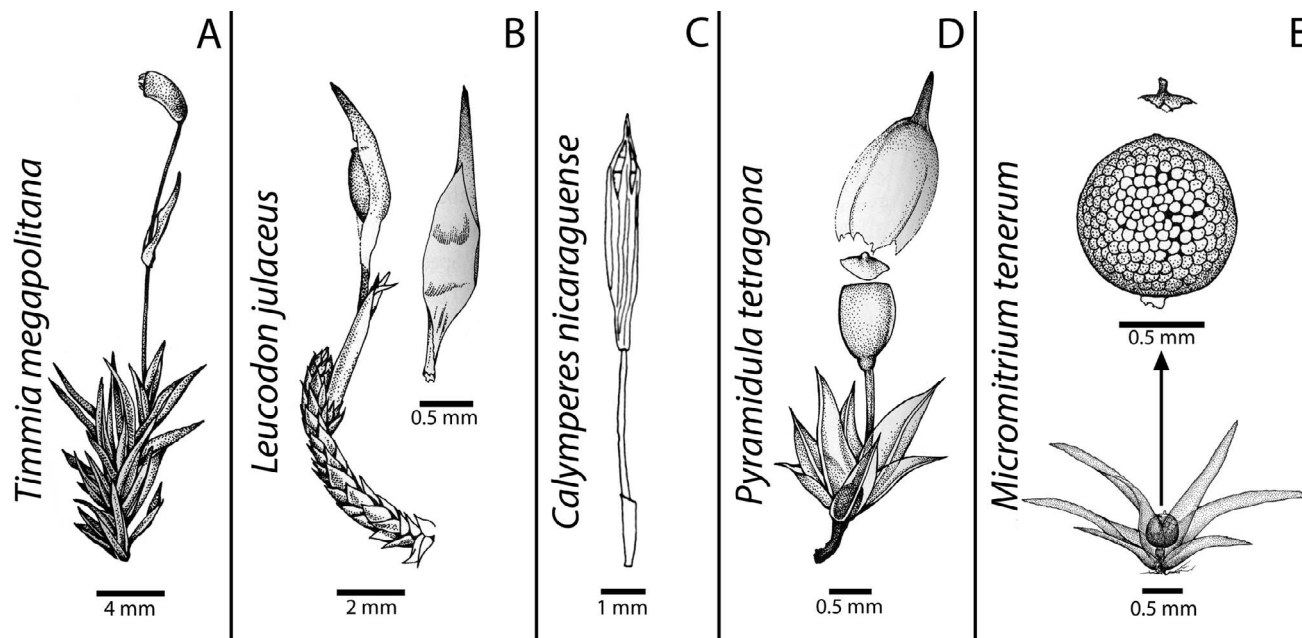 A
Timmia megapolitana
4 mm
B
Leucodon julaceus
0.5 mm
2 mm
C
Calymperes nicaraguense
1 mm
D
Pyramidula tetragona
0.5 mm
E
Micromitrium tenerum
0.5 mm
0.5 mm